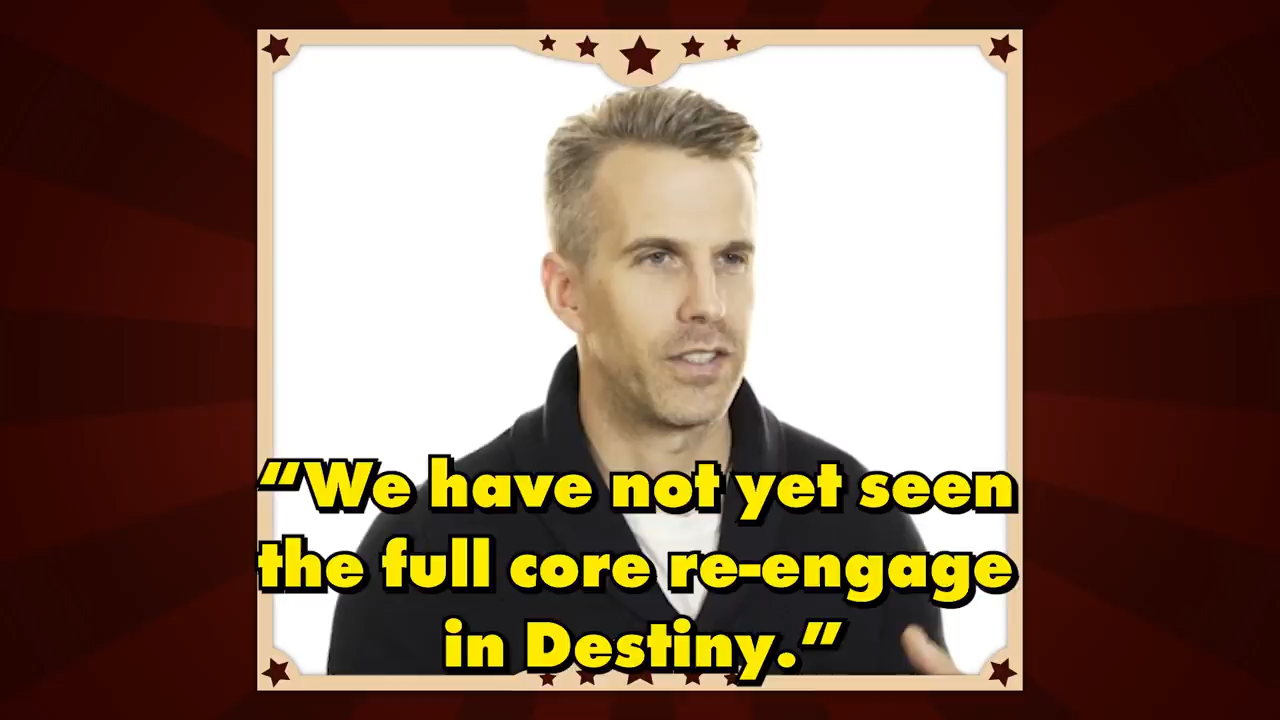 “We have not yet seen
the full core re-engage
in Destiny.”